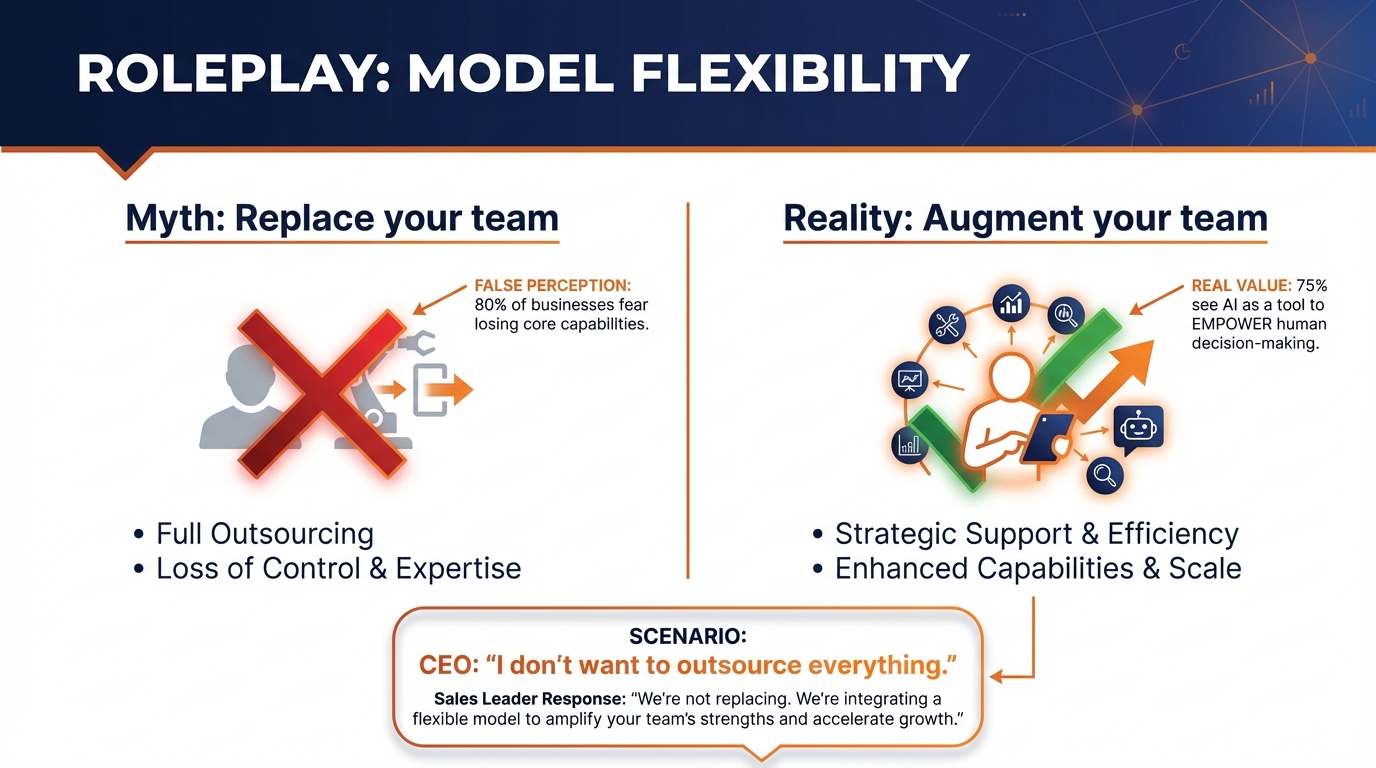 ROLEPLAY: MODEL FLEXIBILITY
Myth: Replace your team
FALSE PERCEPTION:
80% of businesses fear
losing core capabilities.
• Full Outsourcing
• Loss of Control & Expertise
Reality: Augment your team
REAL VALUE: 75%
see AI as a tool to
EMPOWER human
decision-making.
• Strategic Support & Efficiency
• Enhanced Capabilities & Scale
SCENARIO:
CEO: “I don’t want to outsource everything.”
Sales Leader Response: “We’re not replacing. We’re integrating a
flexible model to amplify your team’s strengths and accelerate growth.”